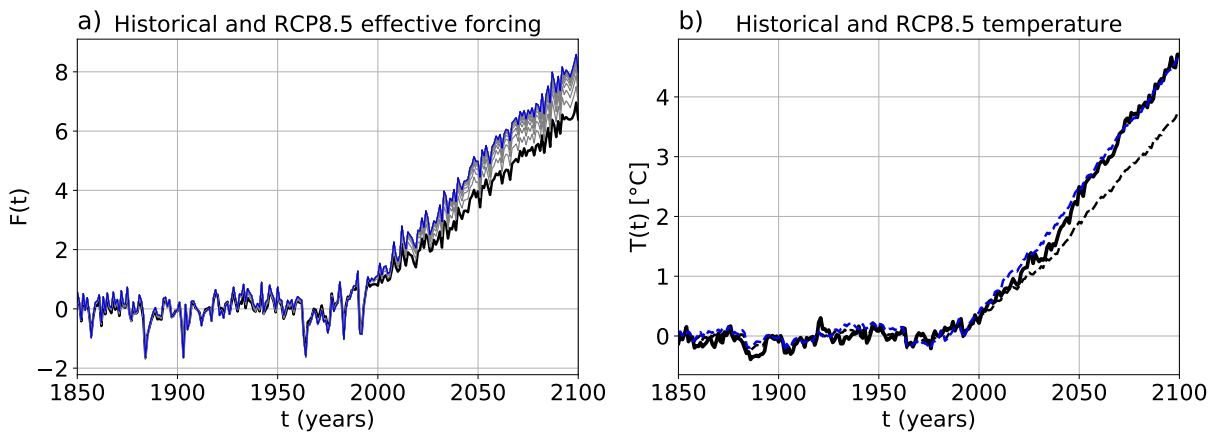 a) Historical and RCP8.5 effective forcing
F(t)
8
6
4
2
0
−2
1850 1900 1950 2000 2050 2100
t (years)
b) Historical and RCP8.5 temperature
T(t) [°C]
4
3
2
1
0
1850 1900 1950 2000 2050 2100
t (years)